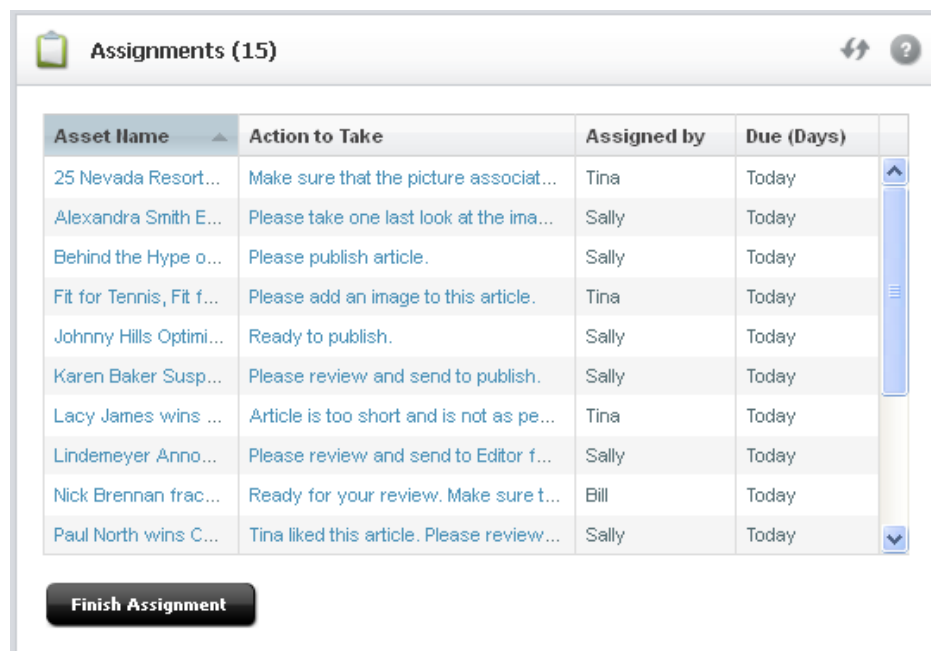 Assignments (15)
?
Asset Name Action to Take Assigned by Due (Days)
25 Nevada Resort... Make sure that the picture associat... Tina Today
Alexandra Smith E... Please take one last look at the ima... Sally Today
Behind the Hype o... Please publish article. Sally Today
Fit for Tennis, Fit f... Please add an image to this article. Tina Today
Johnny Hills Optimi... Ready to publish. Sally Today
Karen Baker Susp... Please review and send to publish. Sally Today
Lacy James wins ... Article is too short and is not as pe... Tina Today
Lindemeyer Anno... Please review and send to Editor f... Sally Today
Nick Brennan frac... Ready for your review. Make sure t... Bill Today
Paul North wins C... Tina liked this article. Please review... Sally Today
Finish Assignment